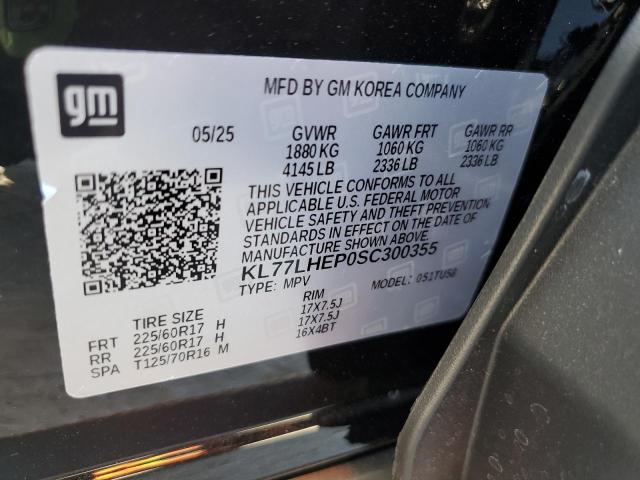 gm
MFD BY GM KOREA COMPANY
05/25 GVWR GAWR FRT GAWR RR
1880 KG 1060 KG 1060 KG
4145 LB 2336 LB 2336 LB
THIS VEHICLE CONFORMS TO ALL
APPLICABLE U.S. FEDERAL MOTOR
VEHICLE SAFETY AND THEFT PREVENTION
STANDARDS IN EFFECT ON THE DATE OF
MANUFACTURE SHOWN ABOVE.
KL77LHEP0SC300355
TYPE: MPV MODEL: 051TU58
TIRE SIZE RIM
FRT 225/60R17 H 17X7.5J
RR 225/60R17 H 17X7.5J
SPA T125/70R16 M 16X4BT